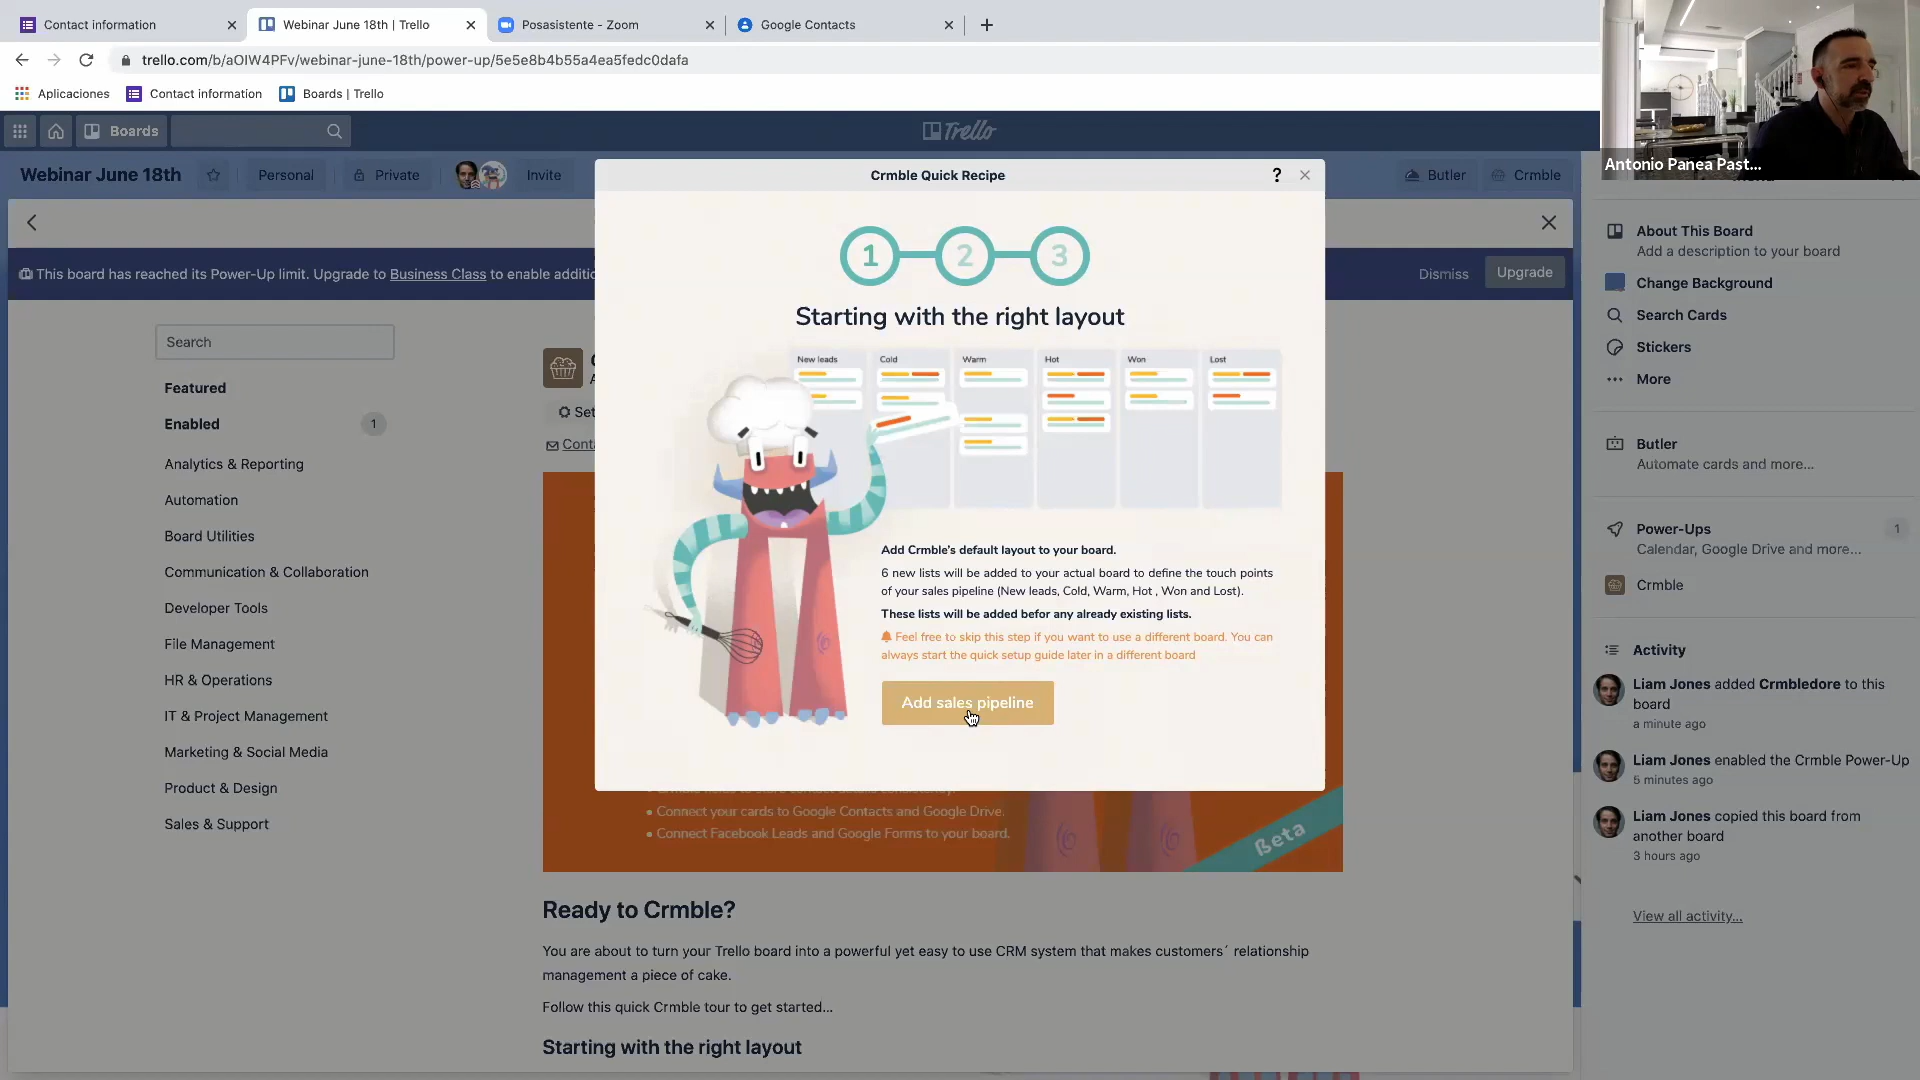 Contact information
Webinar June 18th | Trello
Posasistente - Zoom
Google Contacts
trello.com/b/aOIW4PFv/webinar-june-18th/power-up/5e5e8b4b55a4ea5fedc0dafa
Aplicaciones
Contact information
Boards | Trello
Antonio Panea Past...
Boards
Trello
Webinar June 18th
Personal
Private
Invite
Butler
Crmble
This board has reached its Power-Up limit. Upgrade to Business Class to enable additio
Dismiss
Upgrade
Search
Featured
Enabled
1
Analytics & Reporting
Automation
Board Utilities
Communication & Collaboration
Developer Tools
File Management
HR & Operations
IT & Project Management
Marketing & Social Media
Product & Design
Sales & Support
Set
Conta
Crmble Quick Recipe
?
1
2
3
Starting with the right layout
New leads
Cold
Warm
Hot
Won
Lost
Add Crmble's default layout to your board.
6 new lists will be added to your actual board to define the touch points
of your sales pipeline (New leads, Cold, Warm, Hot , Won and Lost).
These lists will be added befor any already existing lists.
Feel free to skip this step if you want to use a different board. You can
always start the quick setup guide later in a different board
Add sales pipeline
• Connect your cards to Google Contacts and Google Drive.
• Connect Facebook Leads and Google Forms to your board.
βeta
Ready to Crmble?
You are about to turn your Trello board into a powerful yet easy to use CRM system that makes customers´ relationship
management a piece of cake.
Follow this quick Crmble tour to get started...
Starting with the right layout
About This Board
Add a description to your board
Change Background
Search Cards
Stickers
More
Butler
Automate cards and more...
Power-Ups
1
Calendar, Google Drive and more...
Crmble
Activity
Liam Jones added Crmbledore to this
board
a minute ago
Liam Jones enabled the Crmble Power-Up
5 minutes ago
Liam Jones copied this board from
another board
3 hours ago
View all activity...